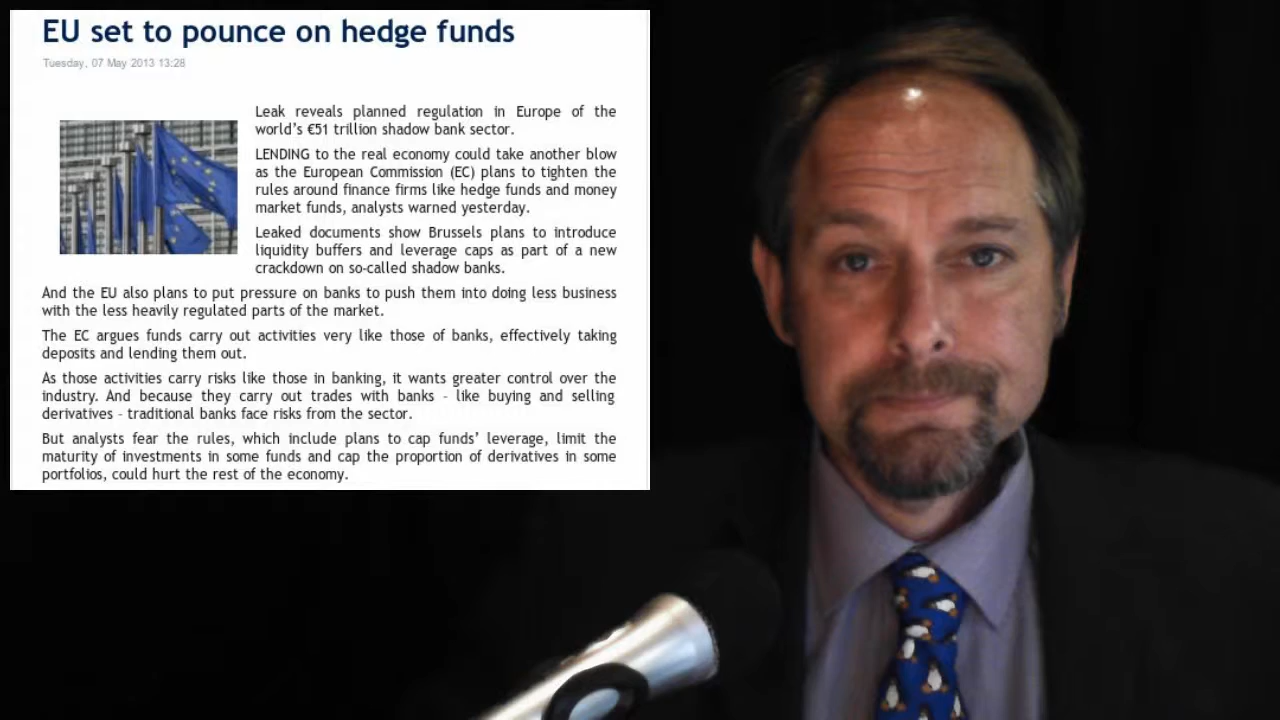 EU set to pounce on hedge funds
Tuesday, 07 May 2013 13:28
Leak reveals planned regulation in Europe of the
world's €51 trillion shadow bank sector.
LENDING to the real economy could take another blow
as the European Commission (EC) plans to tighten the
rules around finance firms like hedge funds and money
market funds, analysts warned yesterday.
Leaked documents show Brussels plans to introduce
liquidity buffers and leverage caps as part of a new
crackdown on so-called shadow banks.
And the EU also plans to put pressure on banks to push them into doing less business
with the less heavily regulated parts of the market.
The EC argues funds carry out activities very like those of banks, effectively taking
deposits and lending them out.
As those activities carry risks like those in banking, it wants greater control over the
industry. And because they carry out trades with banks – like buying and selling
derivatives – traditional banks face risks from the sector.
But analysts fear the rules, which include plans to cap funds' leverage, limit the
maturity of investments in some funds and cap the proportion of derivatives in some
portfolios, could hurt the rest of the economy.